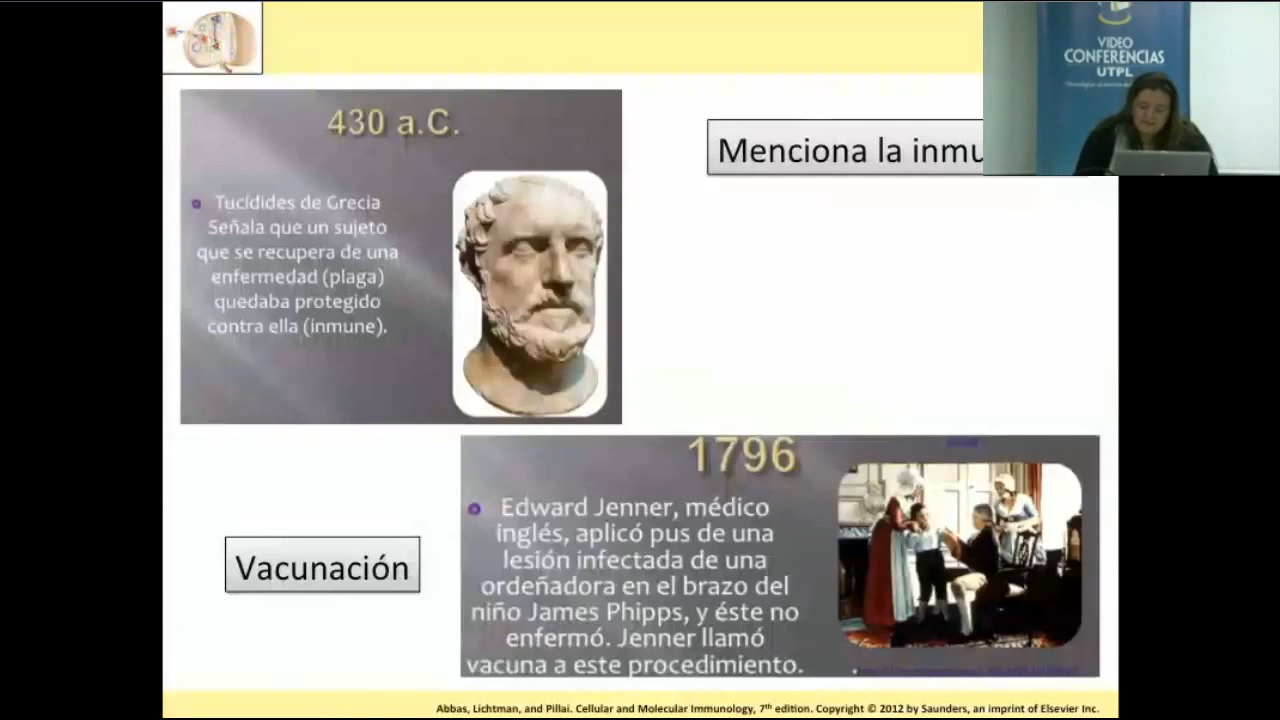 430 a.C.
Tucídides de Grecia
Señala que un sujeto
que se recupera de una
enfermedad (plaga)
quedaba protegido
contra ella (inmune).
Menciona la inmu
VIDEO
CONFERENCIAS
UTPL
1796
Edward Jenner, médico
inglés, aplicó pus de una
lesión infectada de una
ordeñadora en el brazo del
niño James Phipps, y éste no
enfermó. Jenner llamó
vacuna a este procedimiento.
Vacunación
Abbas, Lichtman, and Pillai. Cellular and Molecular Immunology, 7th edition. Copyright © 2012 by Saunders, an imprint of Elsevier Inc.